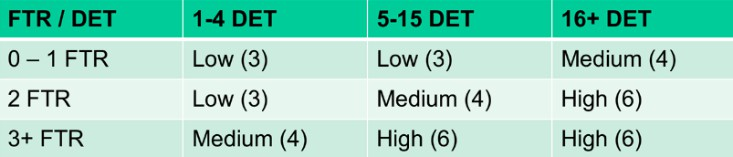 FTR / DET 1-4 DET 5-15 DET 16+ DET
0 – 1 FTR Low (3) Low (3) Medium (4)
2 FTR Low (3) Medium (4) High (6)
3+ FTR Medium (4) High (6) High (6)